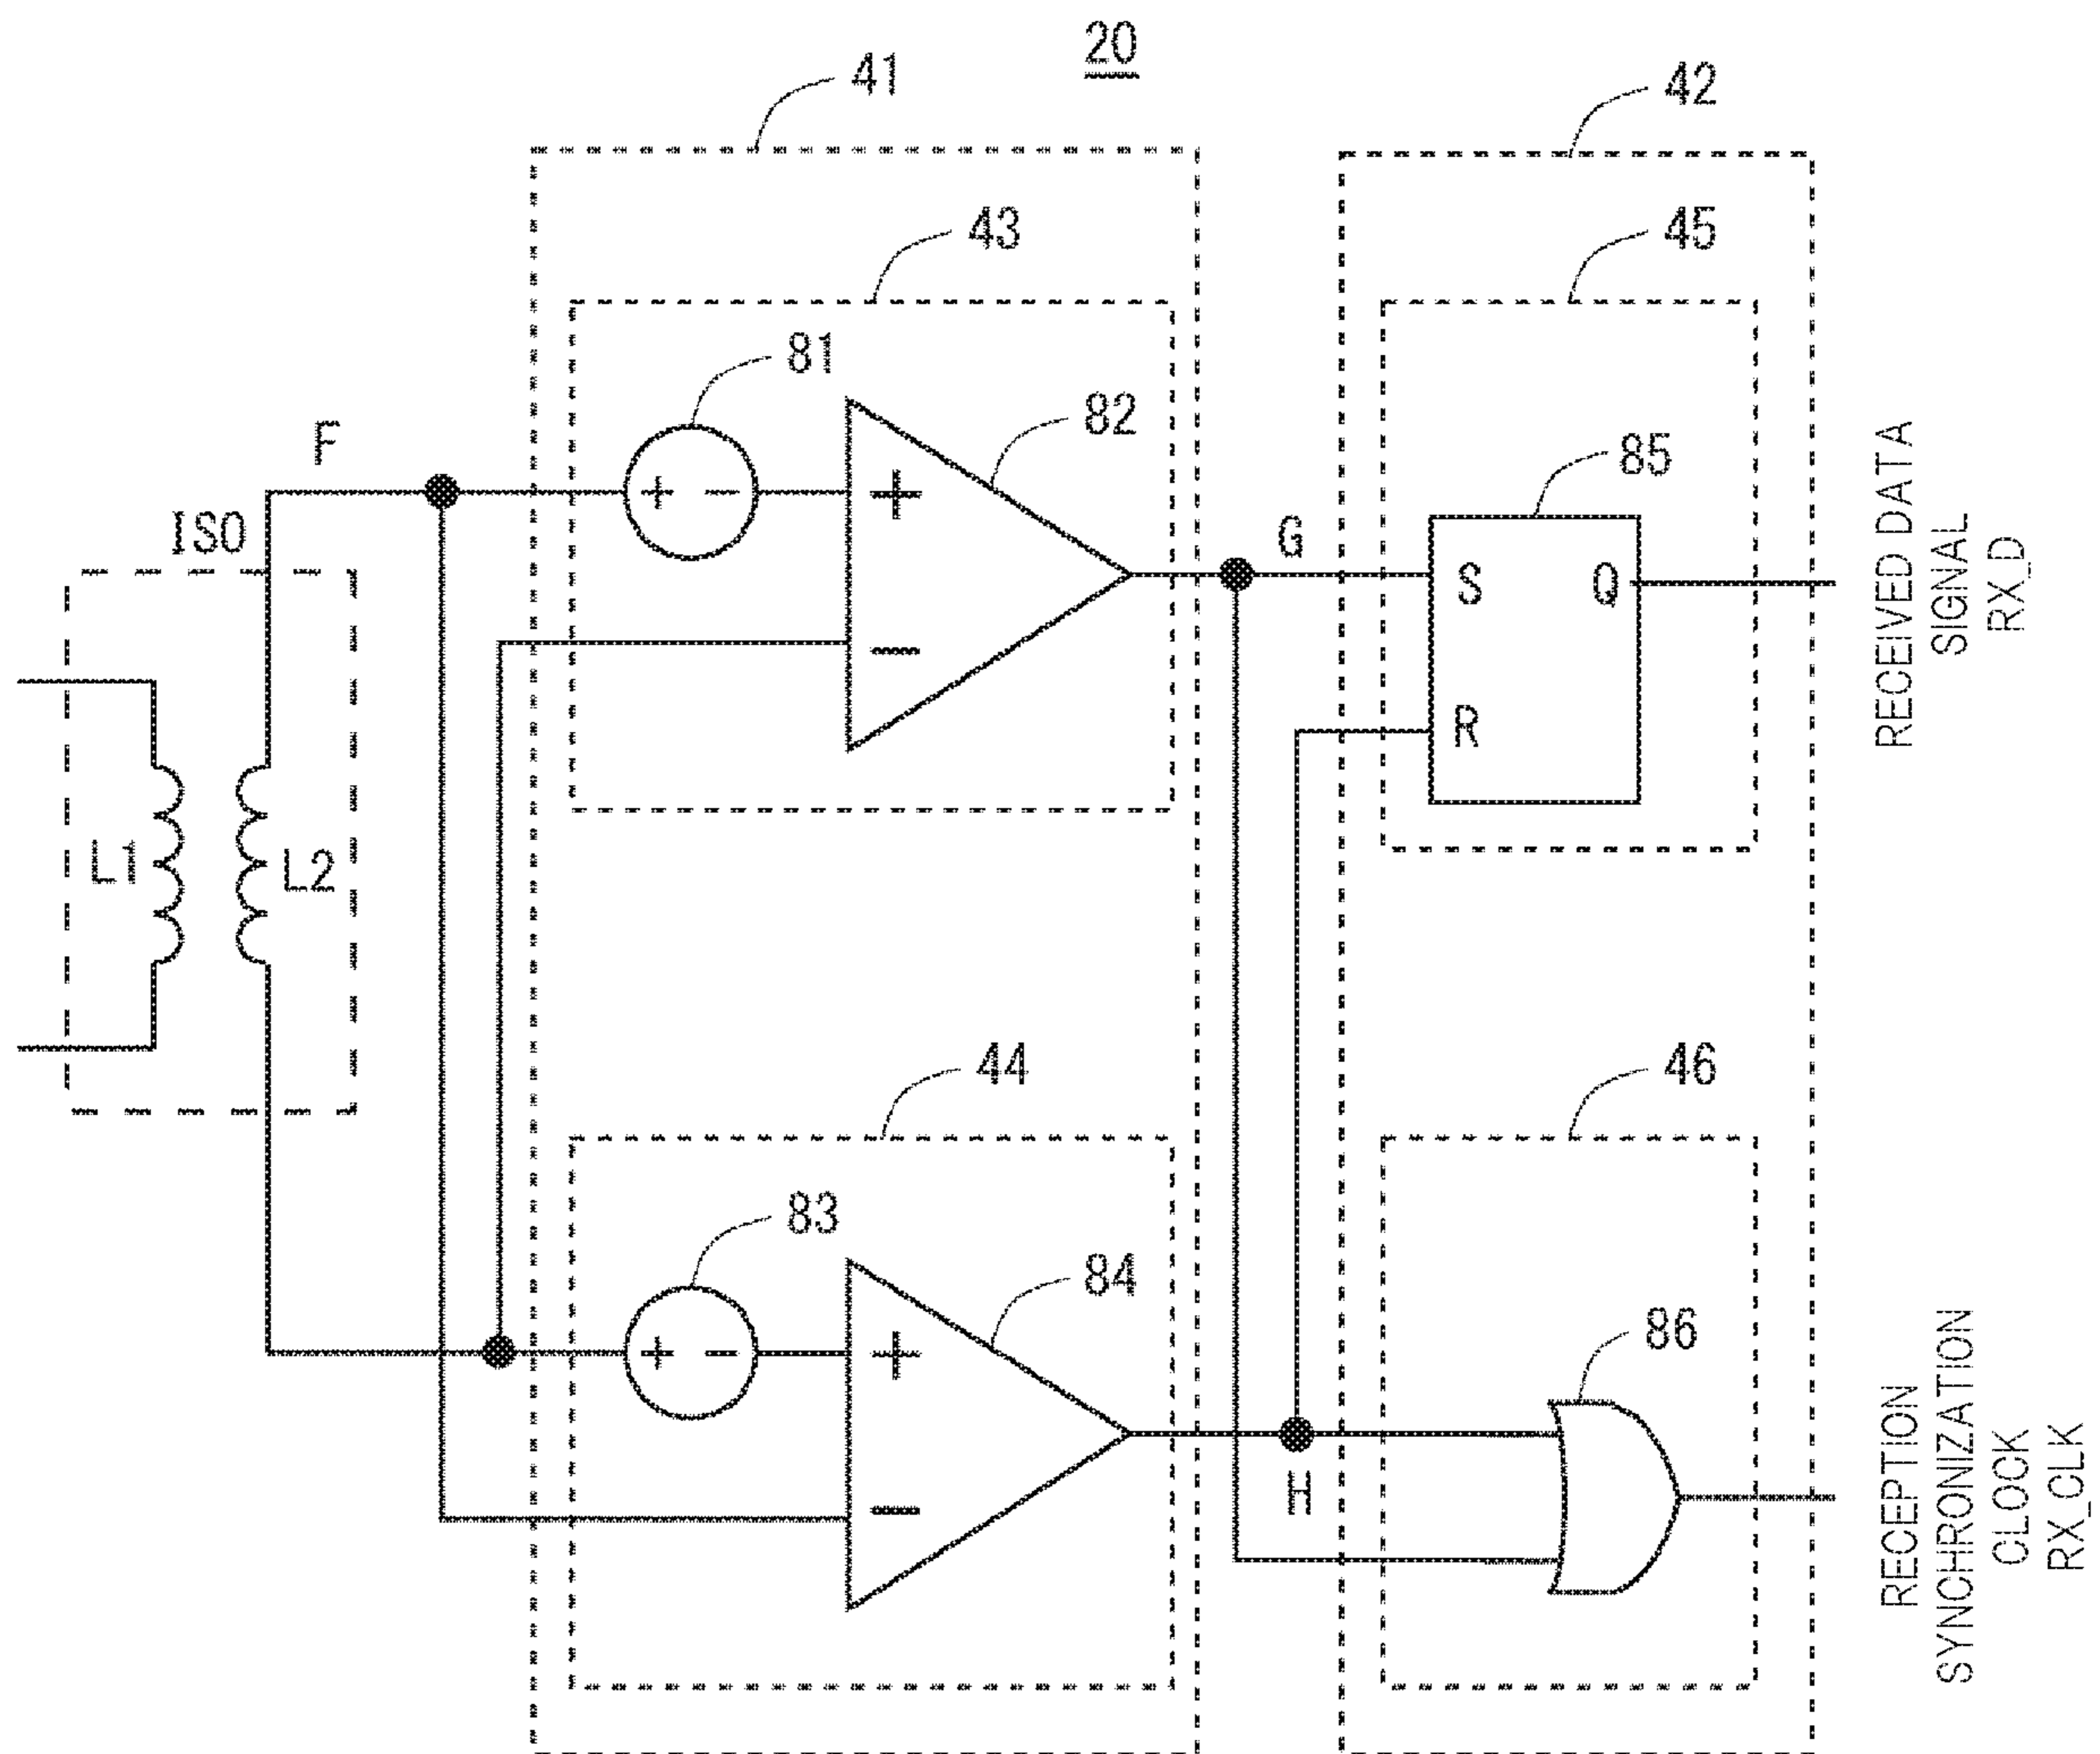 20
41
42
43
45
81
82
F
ISO
85
G
+ -
+
-
S
Q
R
RECEIVED DATA
SIGNAL
RX_D
L1
L2
44
46
83
84
86
+ -
+
-
H
RECEPTION
SYNCHRONIZATION
CLOCK
RX_CLK